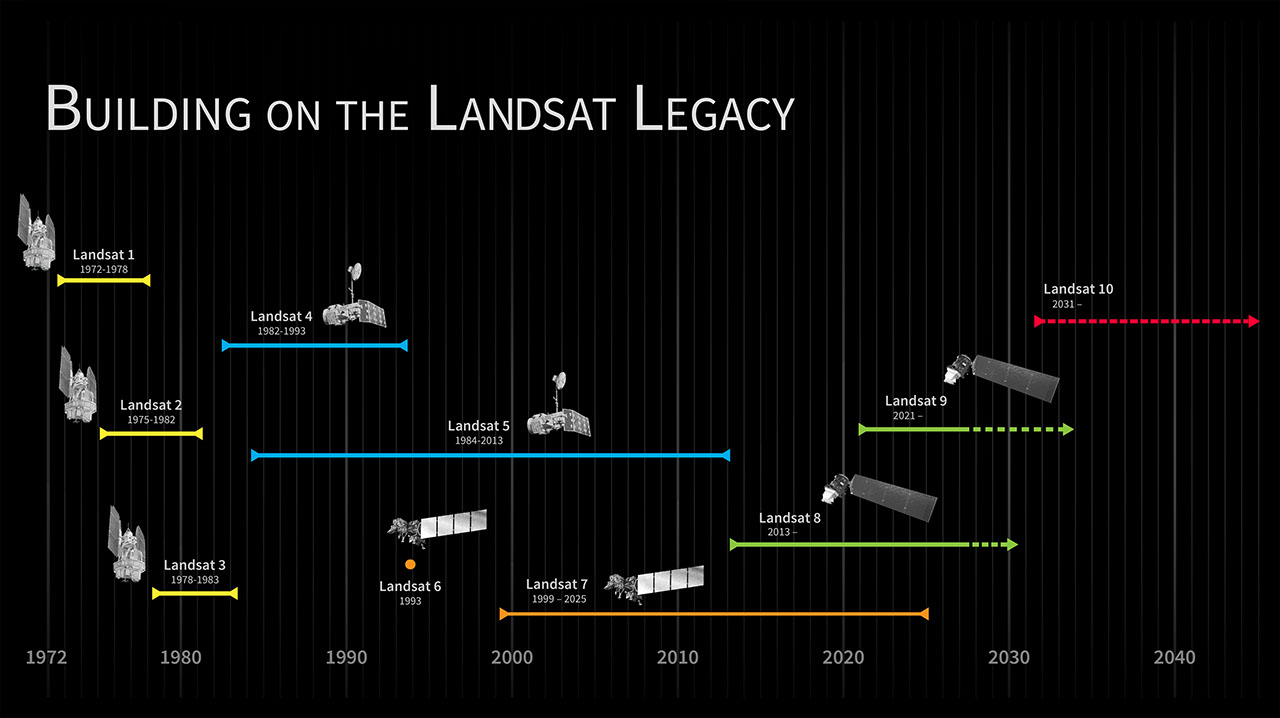 Building on the Landsat Legacy
Landsat 1
1972-1978
Landsat 10
2031 –
Landsat 4
1982-1993
Landsat 2
1975-1982
Landsat 9
2021 –
Landsat 5
1984-2013
Landsat 8
2013 –
Landsat 3
1978-1983
Landsat 6
1993
Landsat 7
1999 – 2025
1972 1980 1990 2000 2010 2020 2030 2040